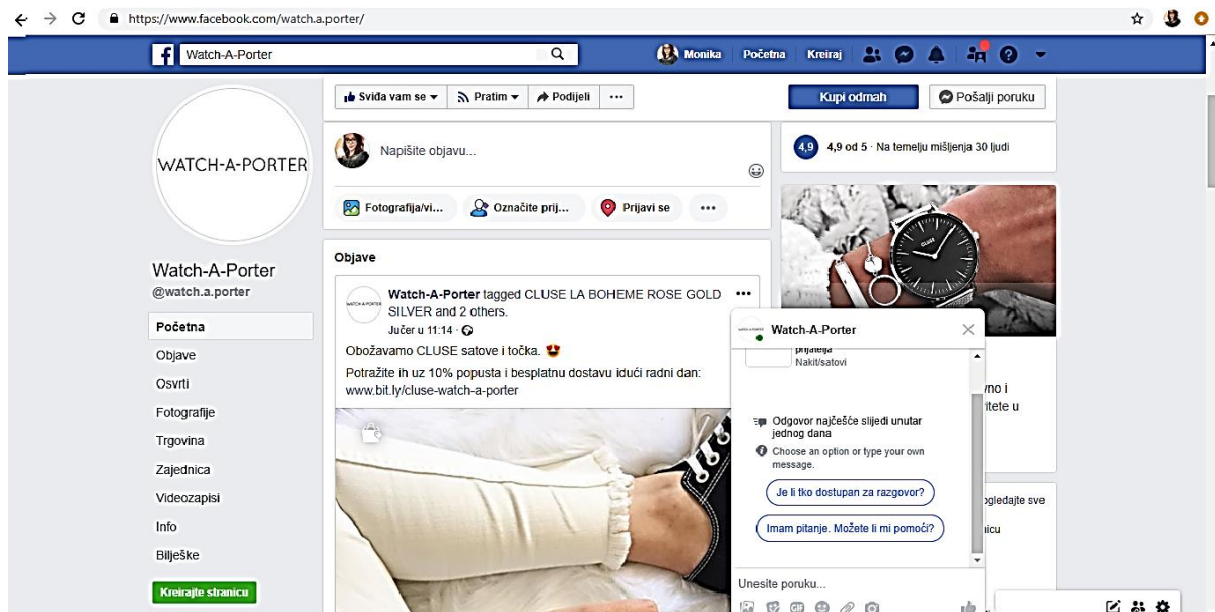 https://www.facebook.com/watch.a.porter/
Watch-A-Porter
Monika Početna Kreiraj
WATCH-A-PORTER
Watch-A-Porter
@watch.a.porter
Početna
Objave
Osvrti
Fotografije
Trgovina
Zajednica
Videozapisi
Info
Bilješke
Kreirajte stranicu
Sviđa vam se Pratim Podijeli ...
Kupi odmah Pošalji poruku
Napišite objavu...
Fotografija/vi... Označite prij... Prijavi se
Objave
Watch-A-Porter tagged CLUSE LA BOHEME ROSE GOLD
SILVER and 2 others.
Jučer u 11:14 ·
Obožavamo CLUSE satove i točka. 😍
Potražite ih uz 10% popusta i besplatnu dostavu idući radni dan:
www.bit.ly/cluse-watch-a-porter
4,9 4,9 od 5 · Na temelju mišljenja 30 ljudi
CLUSE
Watch-A-Porter
prijatelja
Nakit/satovi
Odgovor najčešće slijedi unutar
jednog dana
Choose an option or type your own
message.
Je li tko dostupan za razgovor?
Imam pitanje. Možete li mi pomoći?
Unesite poruku...
GIF